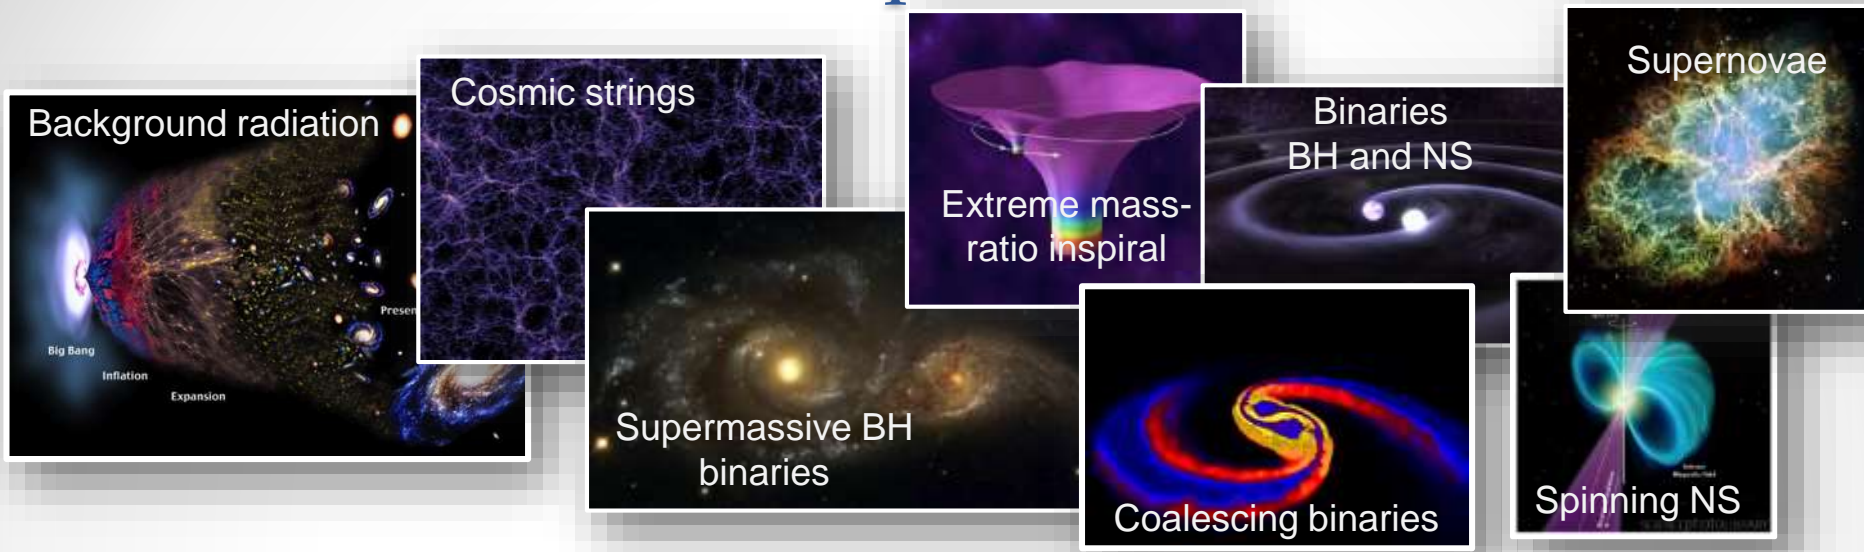 Background radiation
Big Bang
Inflation
Expansion
Cosmic strings
Supermassive BH
binaries
Extreme mass-
ratio inspiral
Binaries
BH and NS
Coalescing binaries
Supernovae
Spinning NS